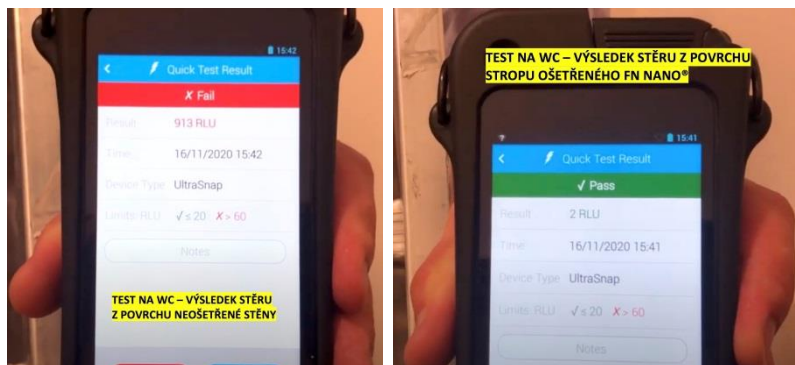 15:42
Quick Test Result
X Fail
Result 913 RLU
Time 16/11/2020 15:42
Device Type UltraSnap
Limits RLU √ ≤ 20 X > 60
Notes
TEST NA WC – VÝSLEDEK STĚRU
Z POVRCHU NEOŠETŘENÉ STĚNY
TEST NA WC – VÝSLEDEK STĚRU Z POVRCHU
STROPU OŠETŘENÉHO FN NANO®
15:41
Quick Test Result
√ Pass
Result 2 RLU
Time 16/11/2020 15:41
Device Type UltraSnap
Limits RLU √ ≤ 20 X > 60
Notes